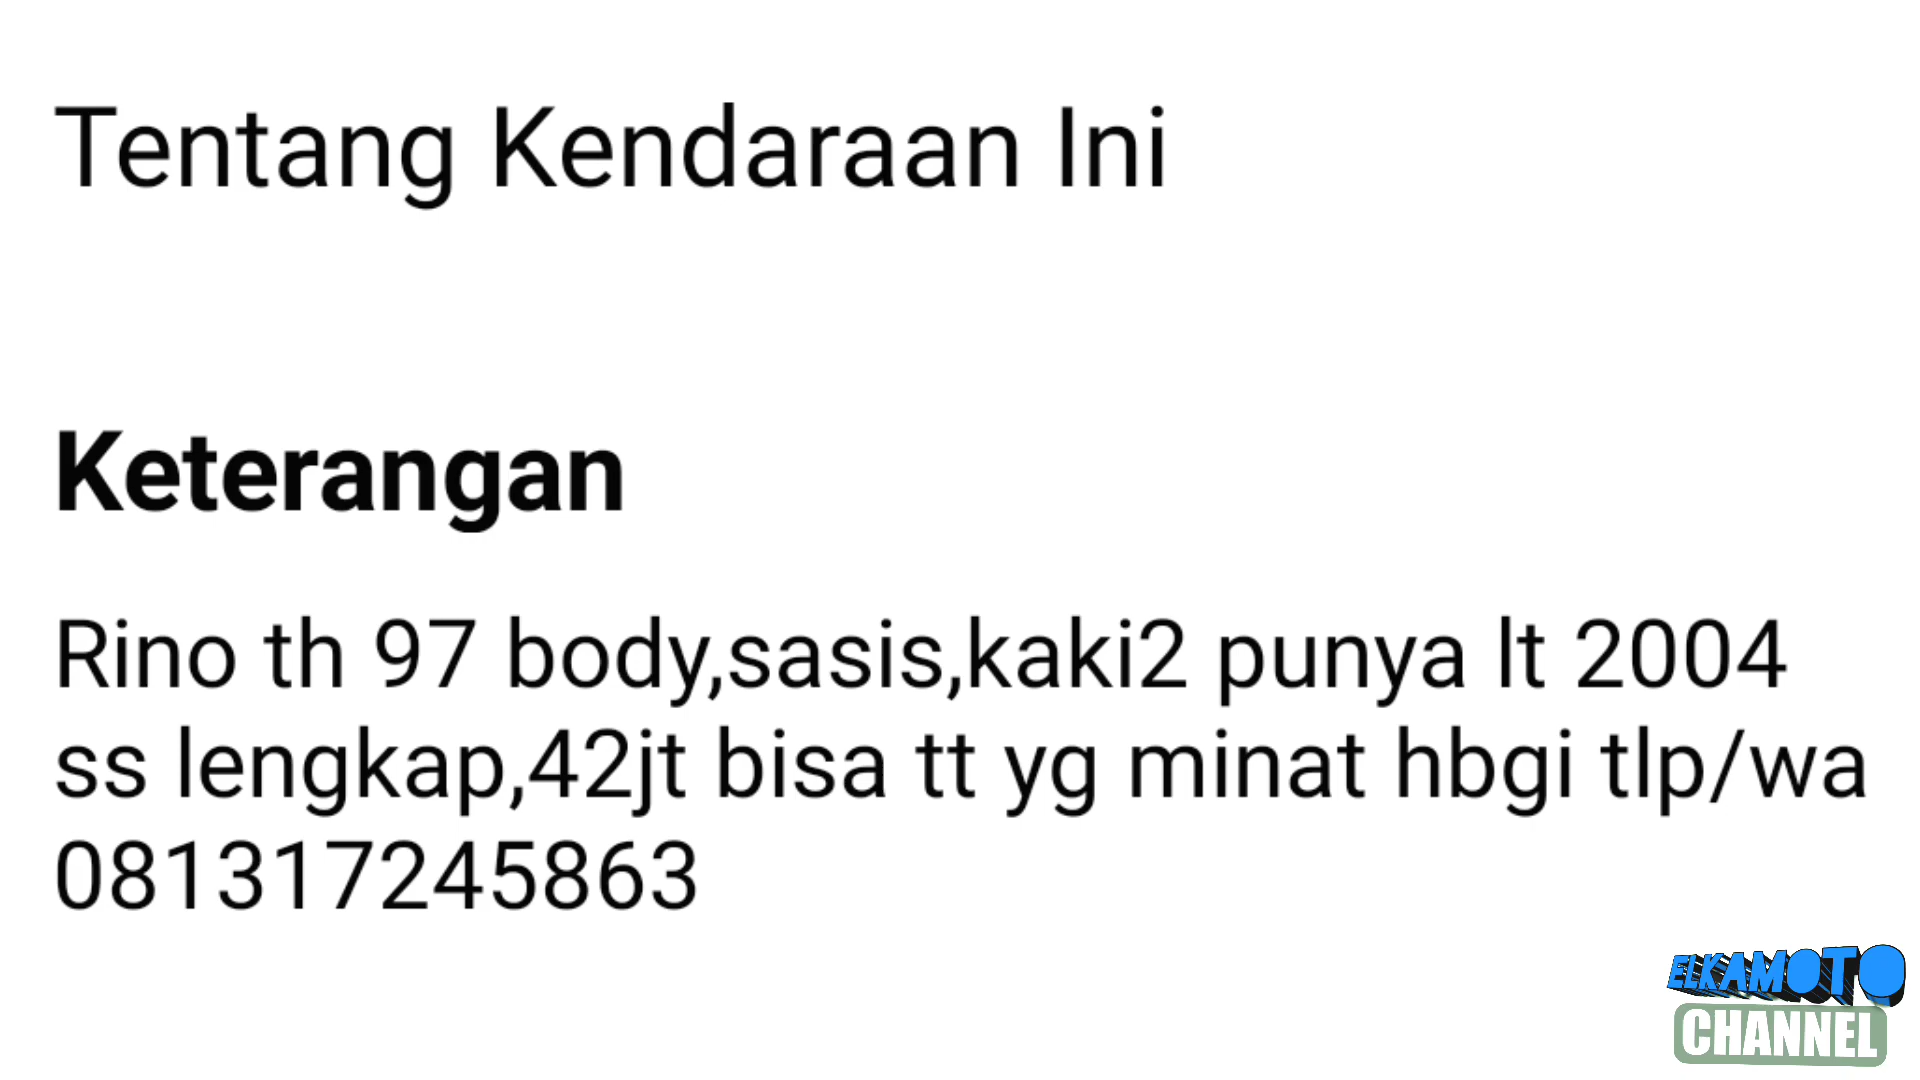 Tentang Kendaraan Ini
Keterangan
Rino th 97 body,sasis,kaki2 punya lt 2004
ss lengkap,42jt bisa tt yg minat hbgi tlp/wa
081317245863
ELKAMOTO
CHANNEL